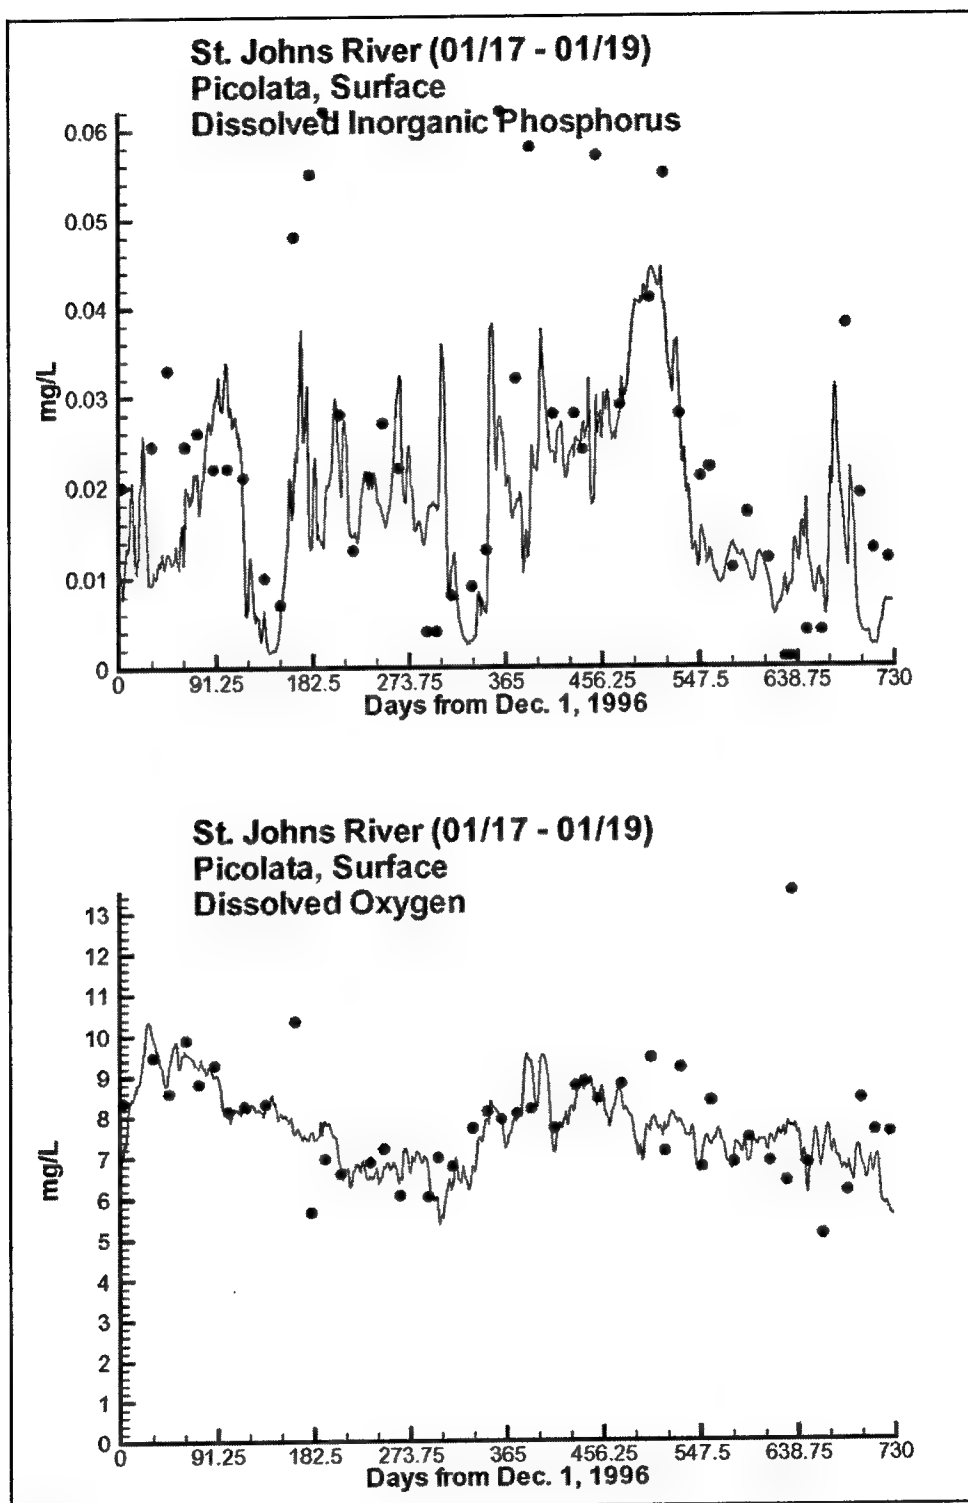 St. Johns River (01/17 - 01/19)
Picolata, Surface
Dissolved Inorganic Phosphorus
0.06
0.05
0.04
0.03
0.02
0.01
0
mg/L
0 91.25 182.5 273.75 365 456.25 547.5 638.75 730
Days from Dec. 1, 1996
St. Johns River (01/17 - 01/19)
Picolata, Surface
Dissolved Oxygen
13
12
11
10
9
8
7
6
5
4
3
2
1
0
mg/L
0 91.25 182.5 273.75 365 456.25 547.5 638.75 730
Days from Dec. 1, 1996